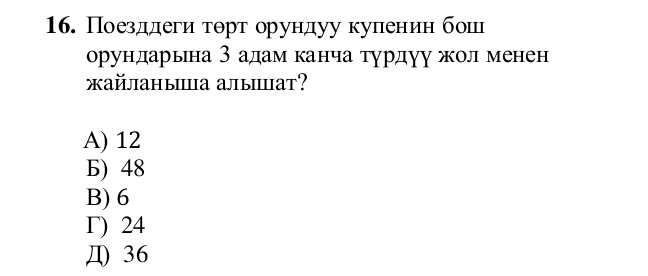 16. Поезддеги төрт орундуу купенин бош
орундарына 3 адам канча түрдүү жол менен
жайланыша алышат?
А) 12
Б) 48
В) 6
Г) 24
Д) 36